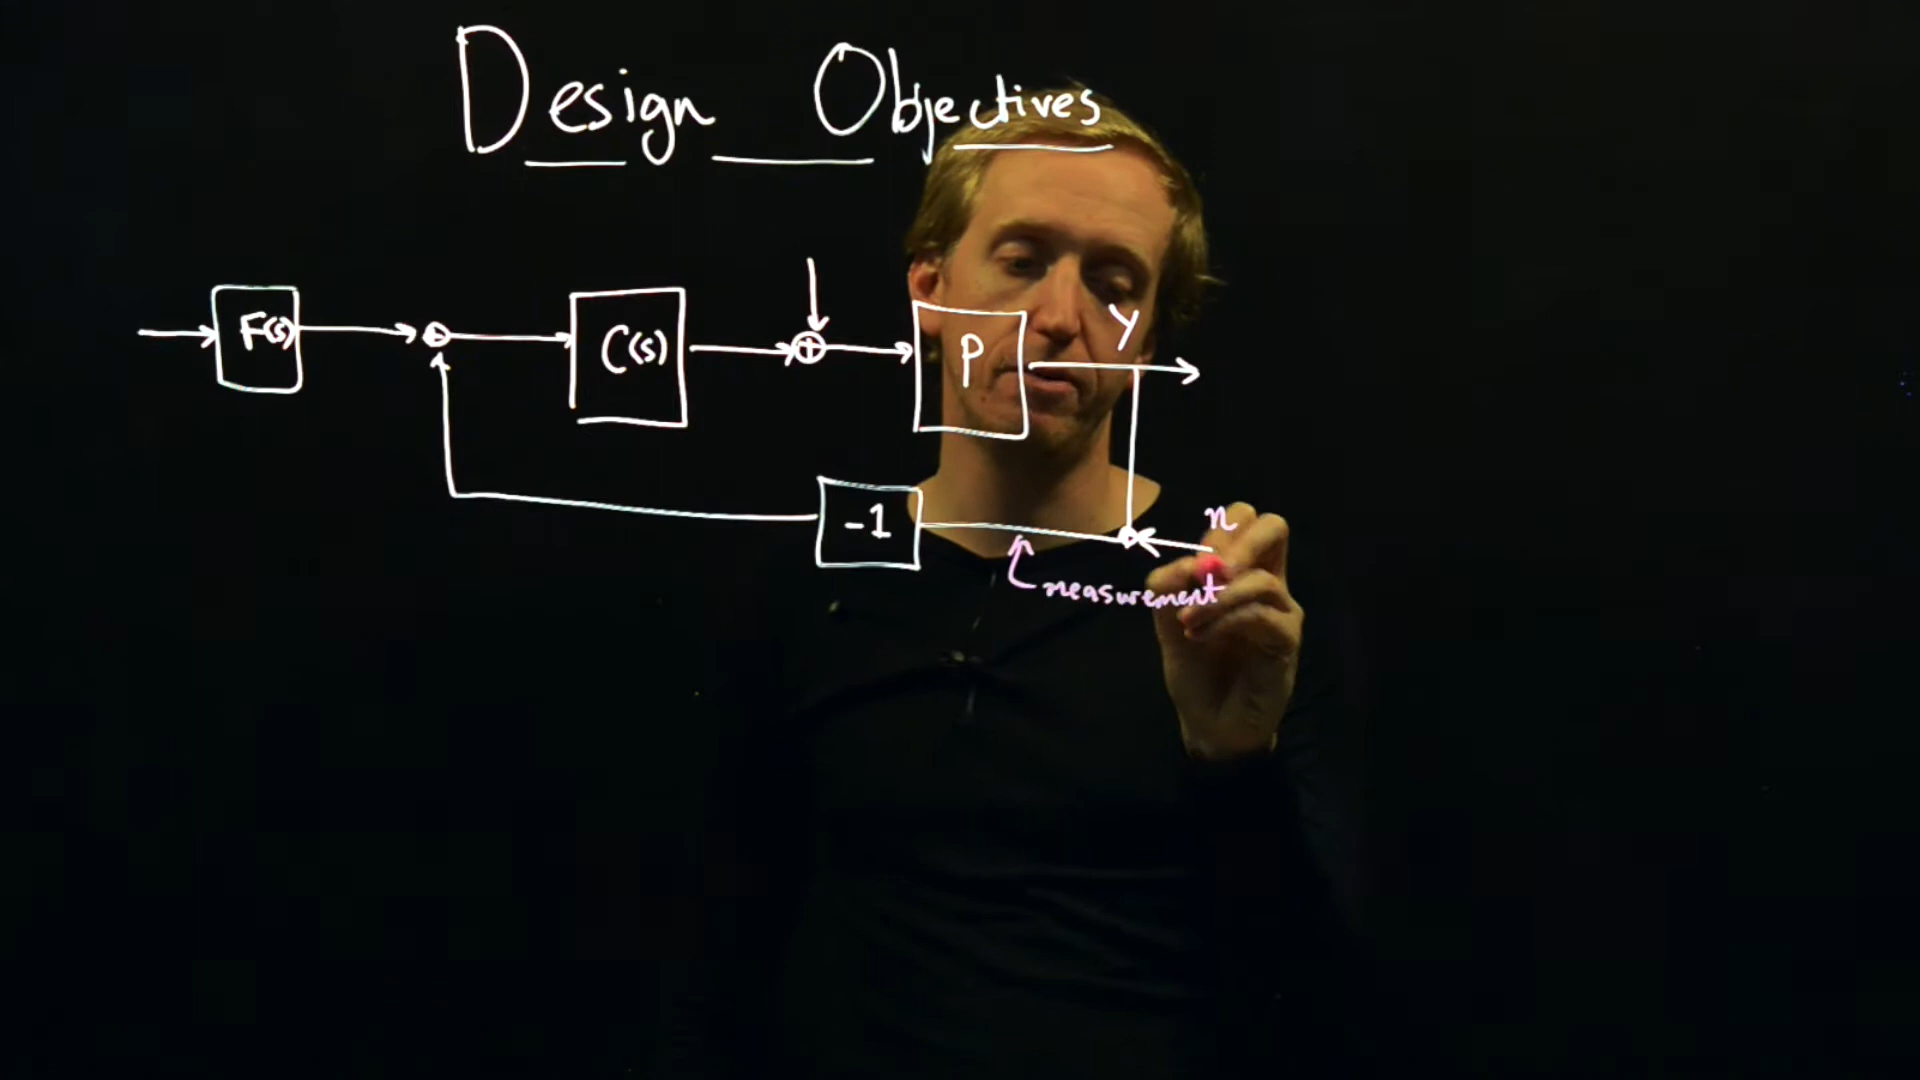 Design Objectives
F(s)
C(s)
P
y
-1
n
measurement